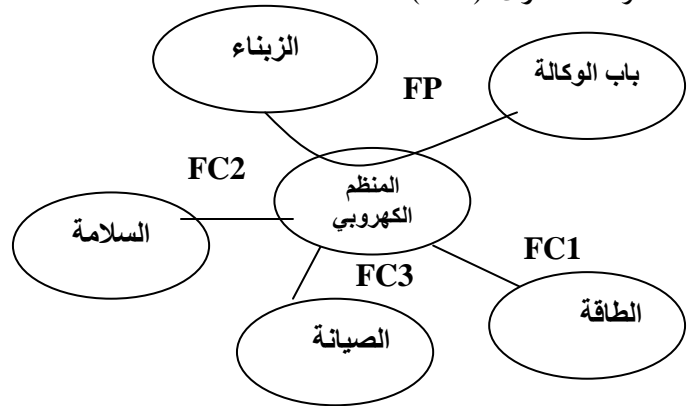 الزبناء
باب الوكالة
FP
FC2
المنظم
الكهروبي
السلامة
FC1
FC3
الطاقة
الصيانة